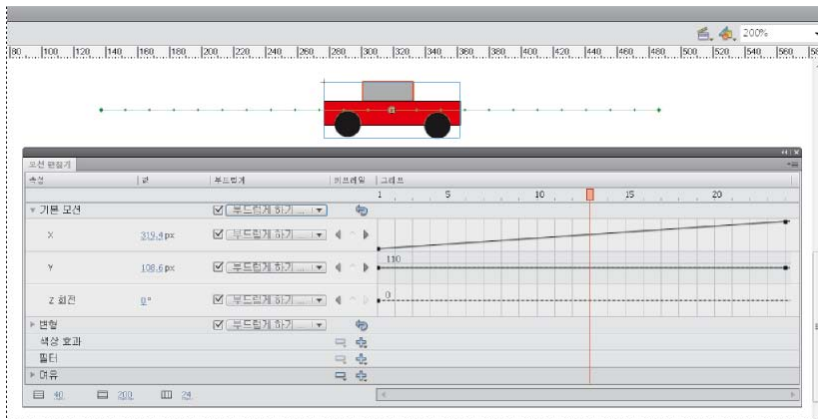 200%
80 100 120 140 160 180 200 220 240 260 280 300 320 340 360 380 400 420 440 460 480 500 520 540 560 58
모션 편집기
속성 값 부드럽게 키프레임 그래프
1 5 10 15 20
기본 모션 부드럽게 하기 ...
X 319.4 px 부드럽게 하기 ...
Y 108.6 px 부드럽게 하기 ... 110
Z 회전 0° 부드럽게 하기 ... 0
변형 부드럽게 하기 ...
색상 효과
필터
여유
40 200 24